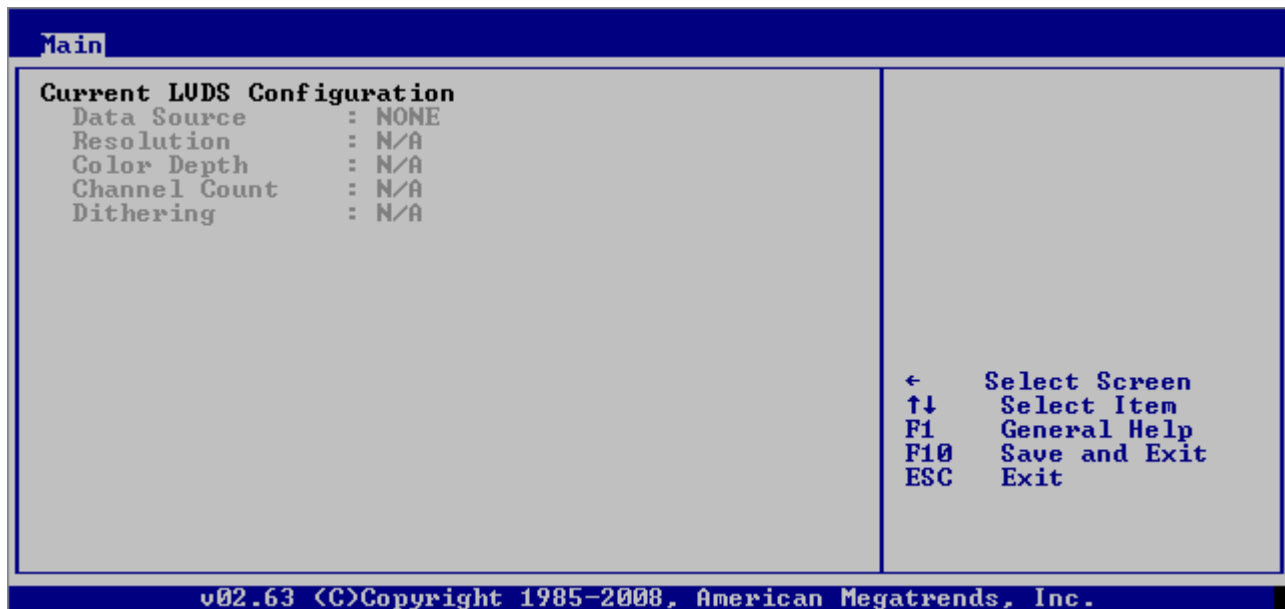 Main
Current LVDS Configuration
Data Source : NONE
Resolution : N/A
Color Depth : N/A
Channel Count : N/A
Dithering : N/A
← Select Screen
↑↓ Select Item
F1 General Help
F10 Save and Exit
ESC Exit
v02.63 (C)Copyright 1985-2008, American Megatrends, Inc.